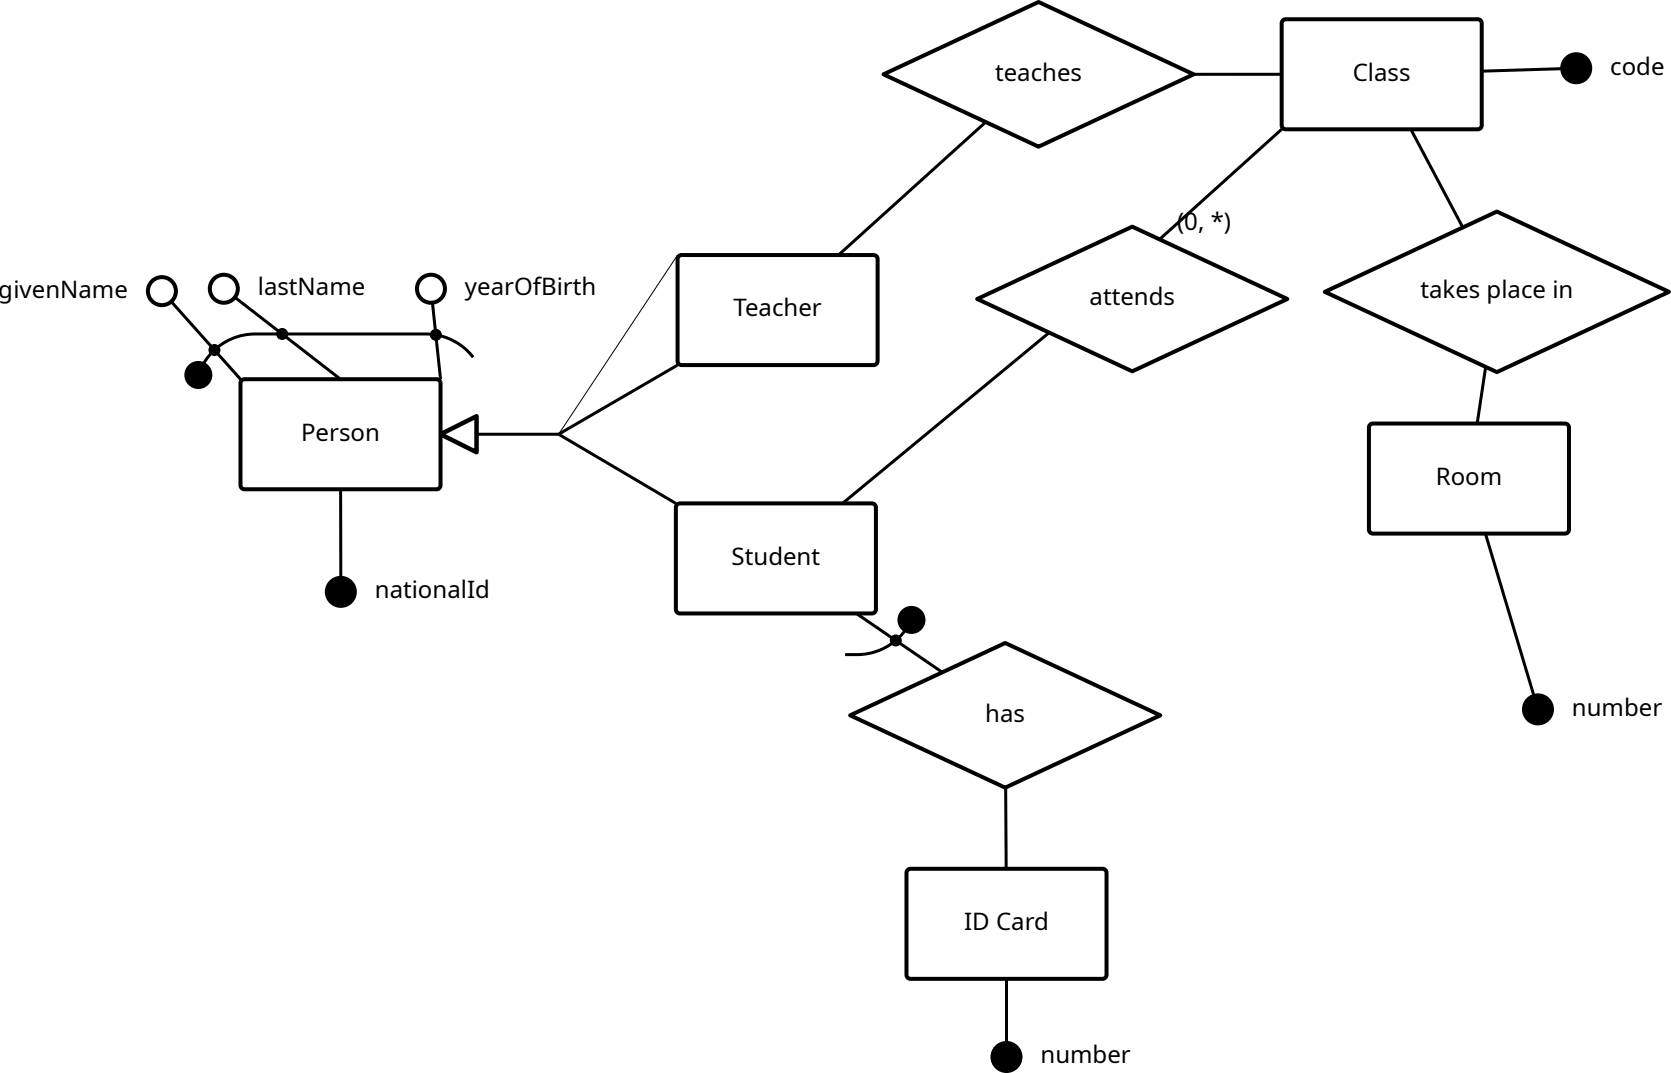 teaches
Class
code
(0, *)
givenName
lastName
yearOfBirth
Teacher
attends
takes place in
Person
Room
Student
nationalId
has
number
ID Card
number